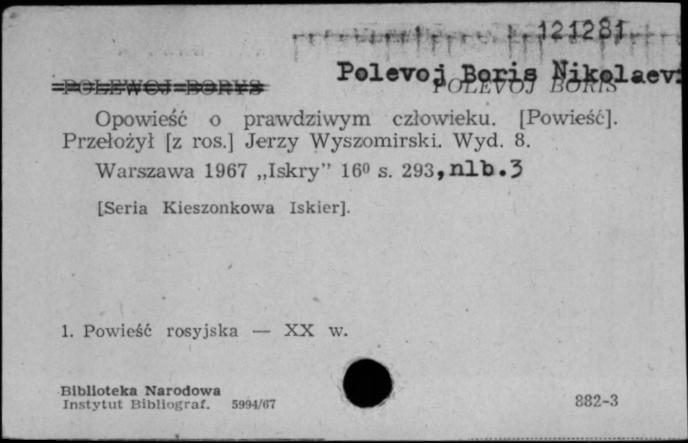 121281
Polevoj Boris Nikolaevi
POLEWOJ BORYS
POLEVOJ BORIS
Opowieść o prawdziwym człowieku. [Powieść].
Przełożył [z ros.] Jerzy Wyszomirski. Wyd. 8.
Warszawa 1967 „Iskry” 16⁰ s. 293, nlb. 3
[Seria Kieszonkowa Iskier].
1. Powieść rosyjska — XX w.
Biblioteka Narodowa
Instytut Bibliograf. 5994/67
882-3